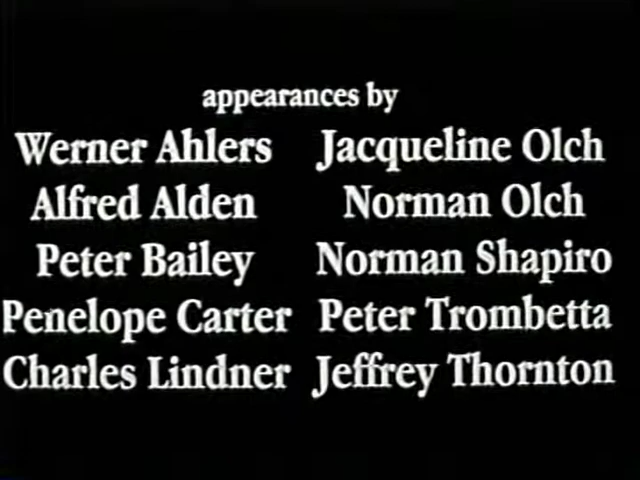 appearances by
Werner Ahlers Jacqueline Olch
Alfred Alden Norman Olch
Peter Bailey Norman Shapiro
Penelope Carter Peter Trombetta
Charles Lindner Jeffrey Thornton